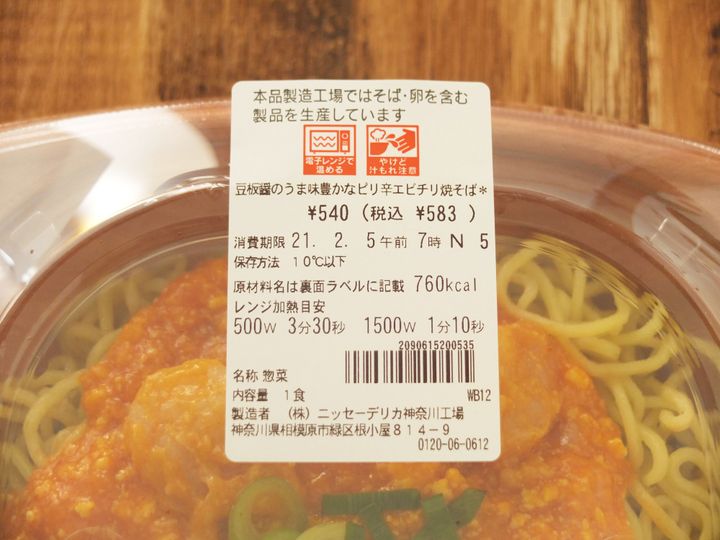 本品製造工場ではそば・卵を含む
製品を生産しています
電子レンジで
温める
やけど
汁もれ注意
豆板醤のうま味豊かなピリ辛エビチリ焼そば*
¥540 (税込 ¥583 )
消費期限 21. 2. 5午前 7時 N 5
保存方法 10℃以下
原材料名は裏面ラベルに記載 760kcal
レンジ加熱目安
500W 3分30秒 1500W 1分10秒
2090615200535
名称 惣菜
内容量 1食 WB12
製造者 (株) ニッセーデリカ神奈川工場
神奈川県相模原市緑区根小屋814-9
0120-06-0612